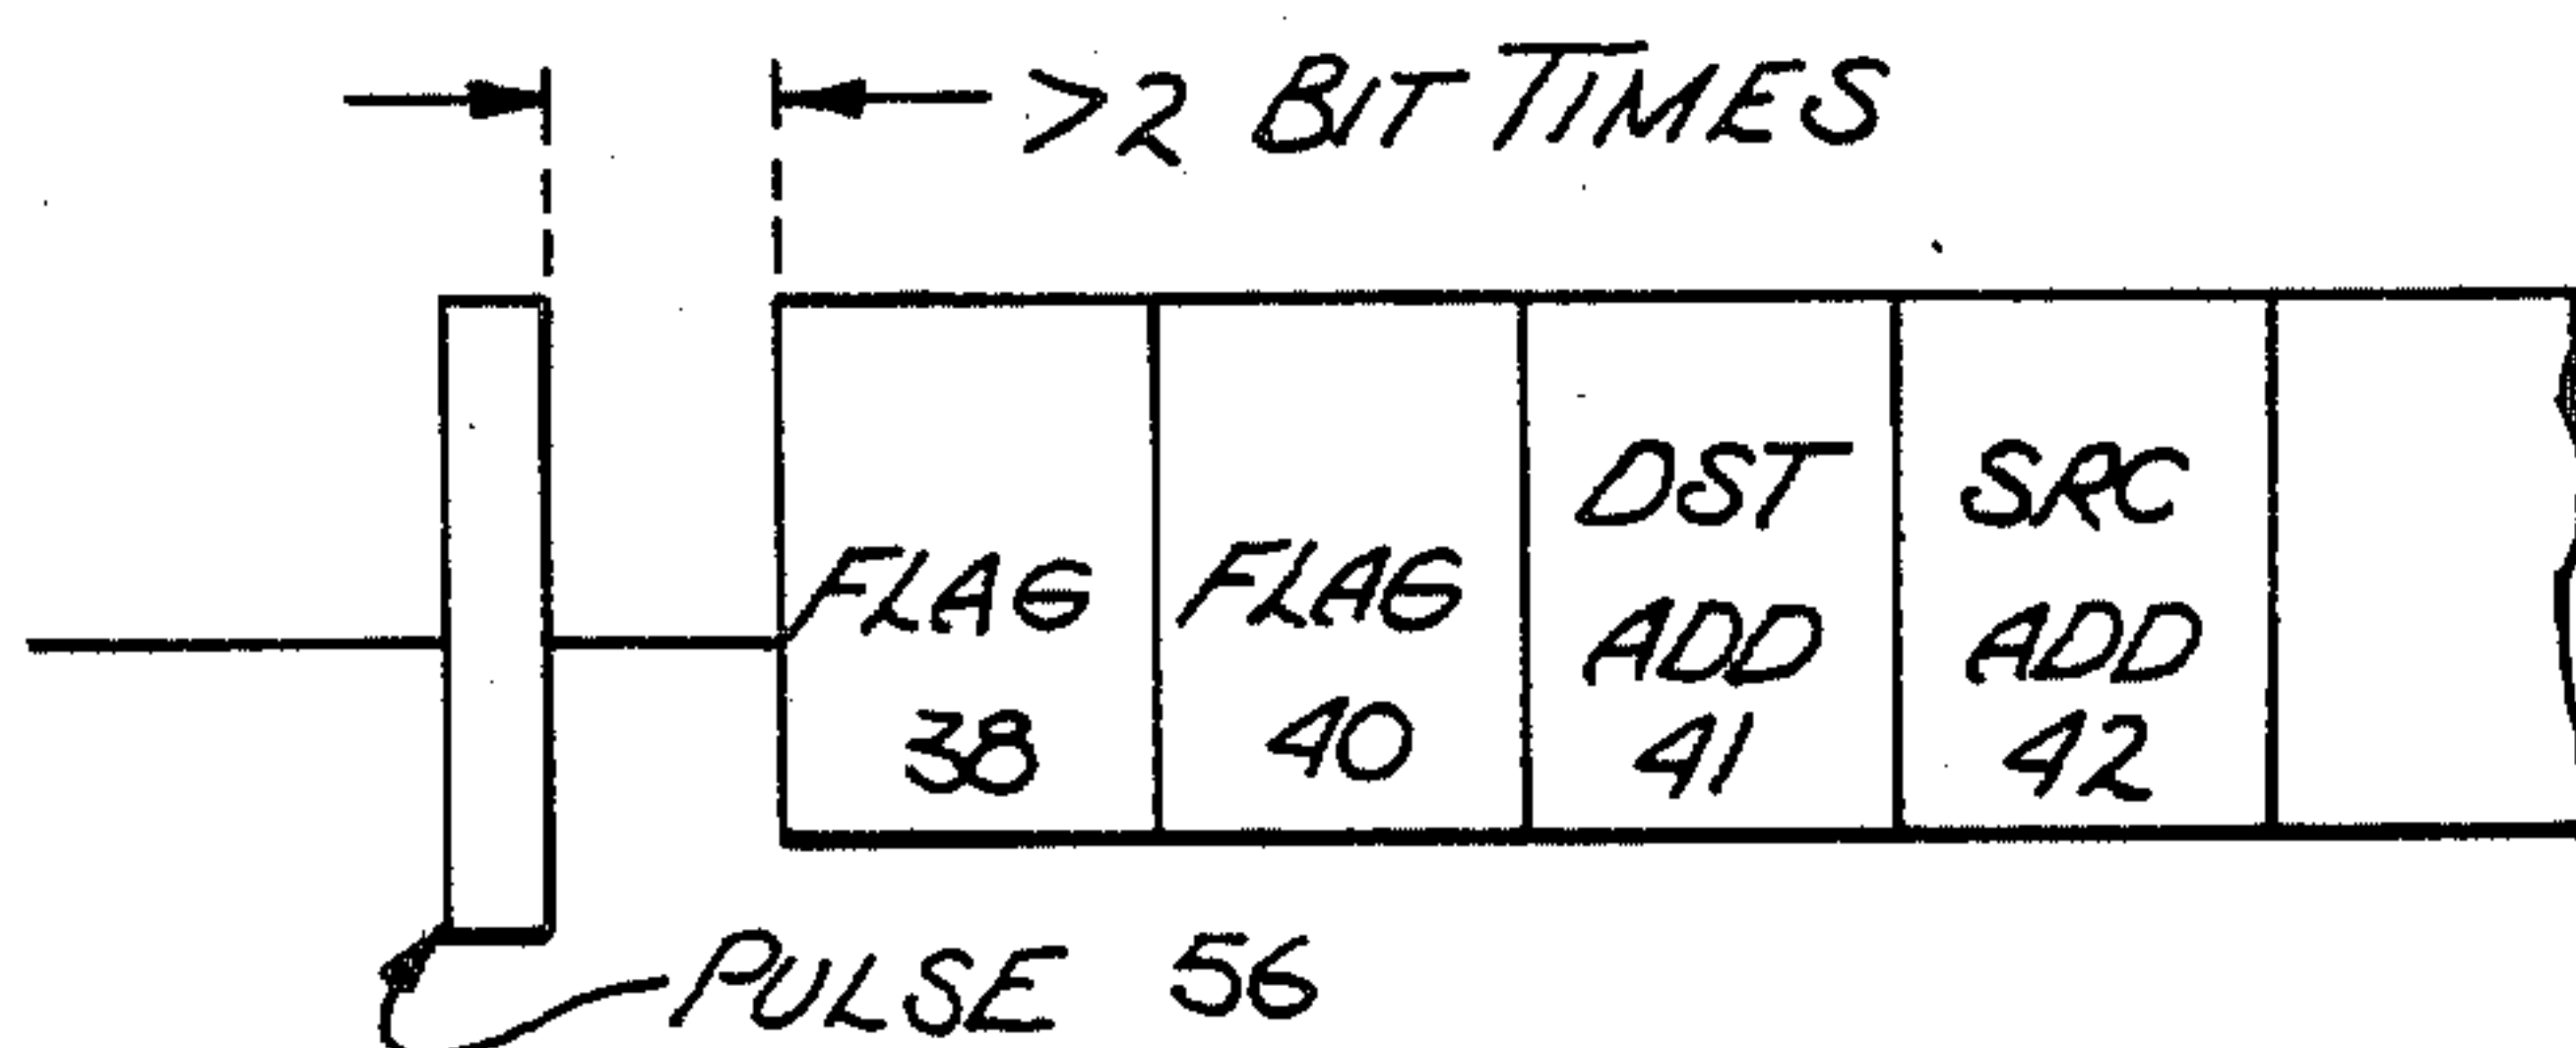 >2 BIT TIMES
FLAG
38
FLAG
40
DST
ADD
41
SRC
ADD
42
PULSE 56